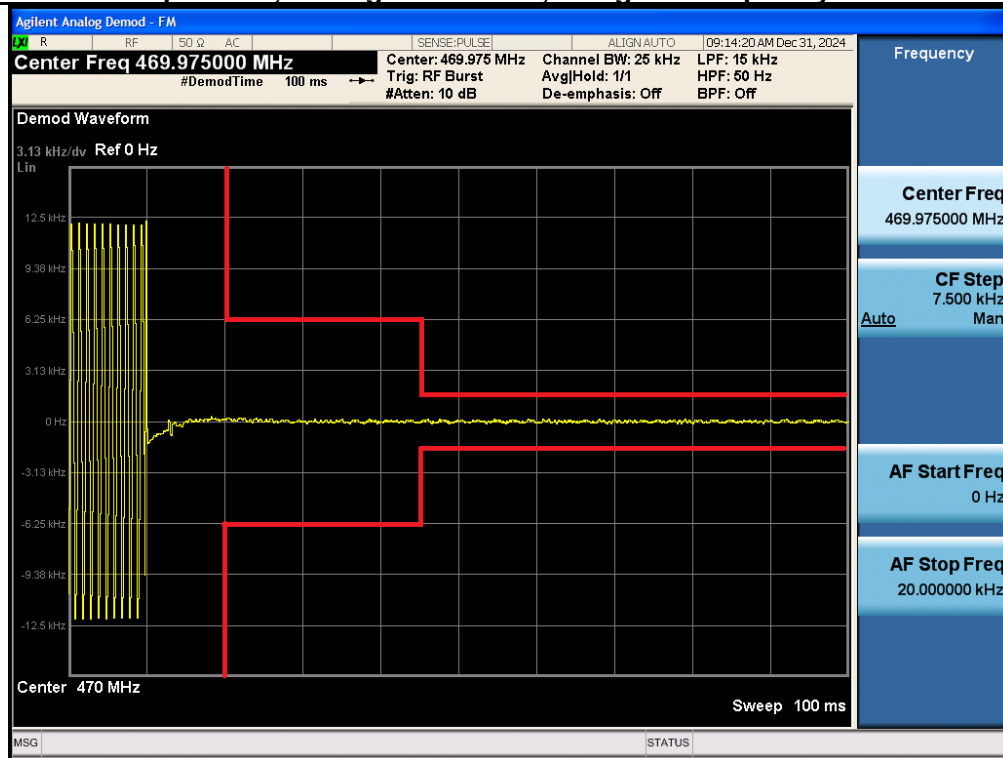 Agilent Analog Demod - FM
LXI R RF 50 Ω AC SENSE:PULSE ALIGN AUTO 09:14:20 AM Dec 31, 2024
Center Freq 469.975000 MHz
#DemodTime 100 ms
Center: 469.975 MHz Channel BW: 25 kHz LPF: 15 kHz
Trig: RF Burst Avg|Hold: 1/1 HPF: 50 Hz
#Atten: 10 dB De-emphasis: Off BPF: Off
Demod Waveform
3.13 kHz/dv Ref 0 Hz
Lin
12.5 kHz
9.38 kHz
6.25 kHz
3.13 kHz
0 Hz
-3.13 kHz
-6.25 kHz
-9.38 kHz
-12.5 kHz
Center 470 MHz
Sweep 100 ms
MSG STATUS
Frequency
Center Freq
469.975000 MHz
CF Step
7.500 kHz
Auto Man
AF Start Freq
0 Hz
AF Stop Freq
20.000000 kHz